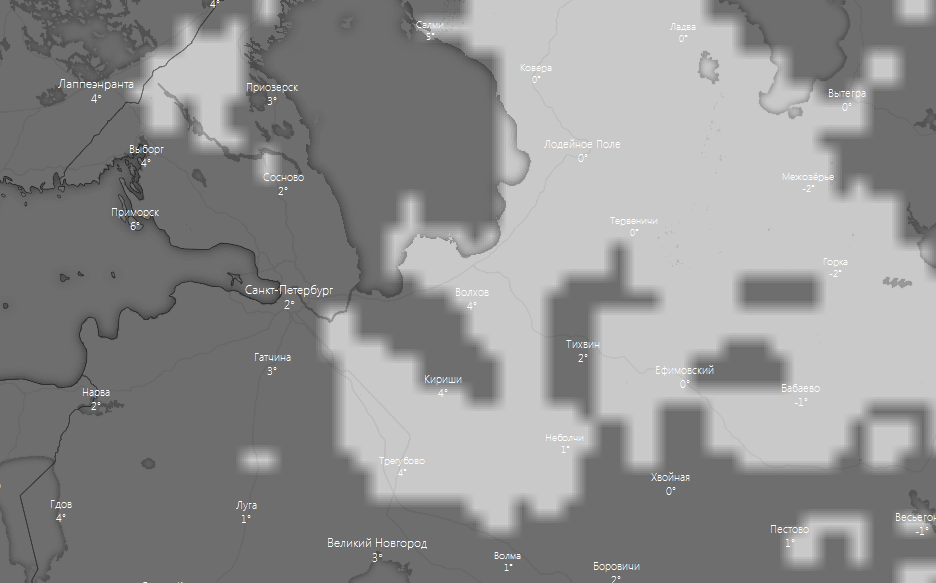 4°
Сэлми
5°
Ладва
0°
Ковера
0°
Лаппеэнранта
4°
Приозерск
3°
Вытегра
0°
Выборг
4°
Лодейное Поле
0°
Сосново
2°
Межозёрье
-2°
Приморск
6°
Тервеничи
0°
Горка
-2°
Санкт-Петербург
2°
Волхов
4°
Тихвин
2°
Гатчина
3°
Ефимовский
0°
Кириши
4°
Бабаево
-1°
Нарва
2°
Неболчи
1°
Трегубово
4°
Хвойная
0°
Гдов
4°
Луга
1°
Весьегон
-1°
Пестово
1°
Великий Новгород
3°
Волма
1°
Боровичи
2°